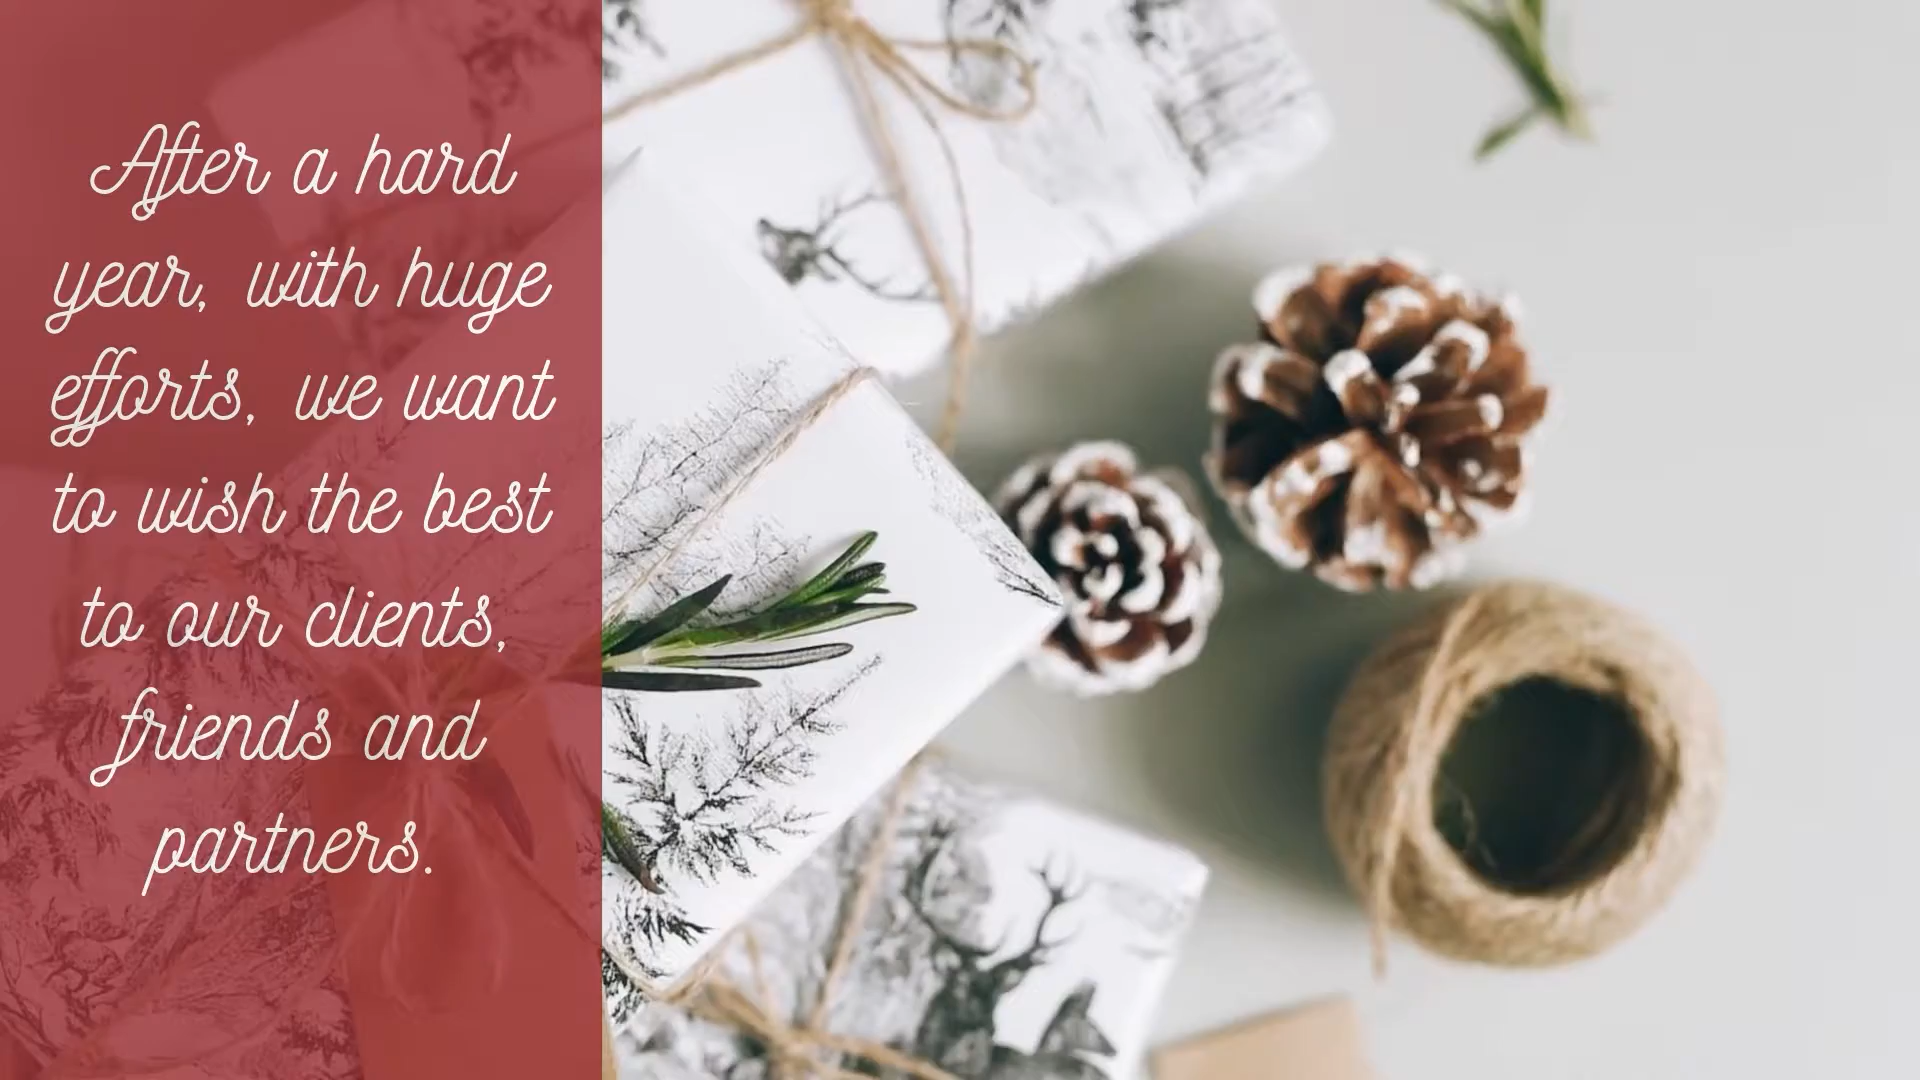 After a hard
year, with huge
efforts, we want
to wish the best
to our clients,
friends and
partners.